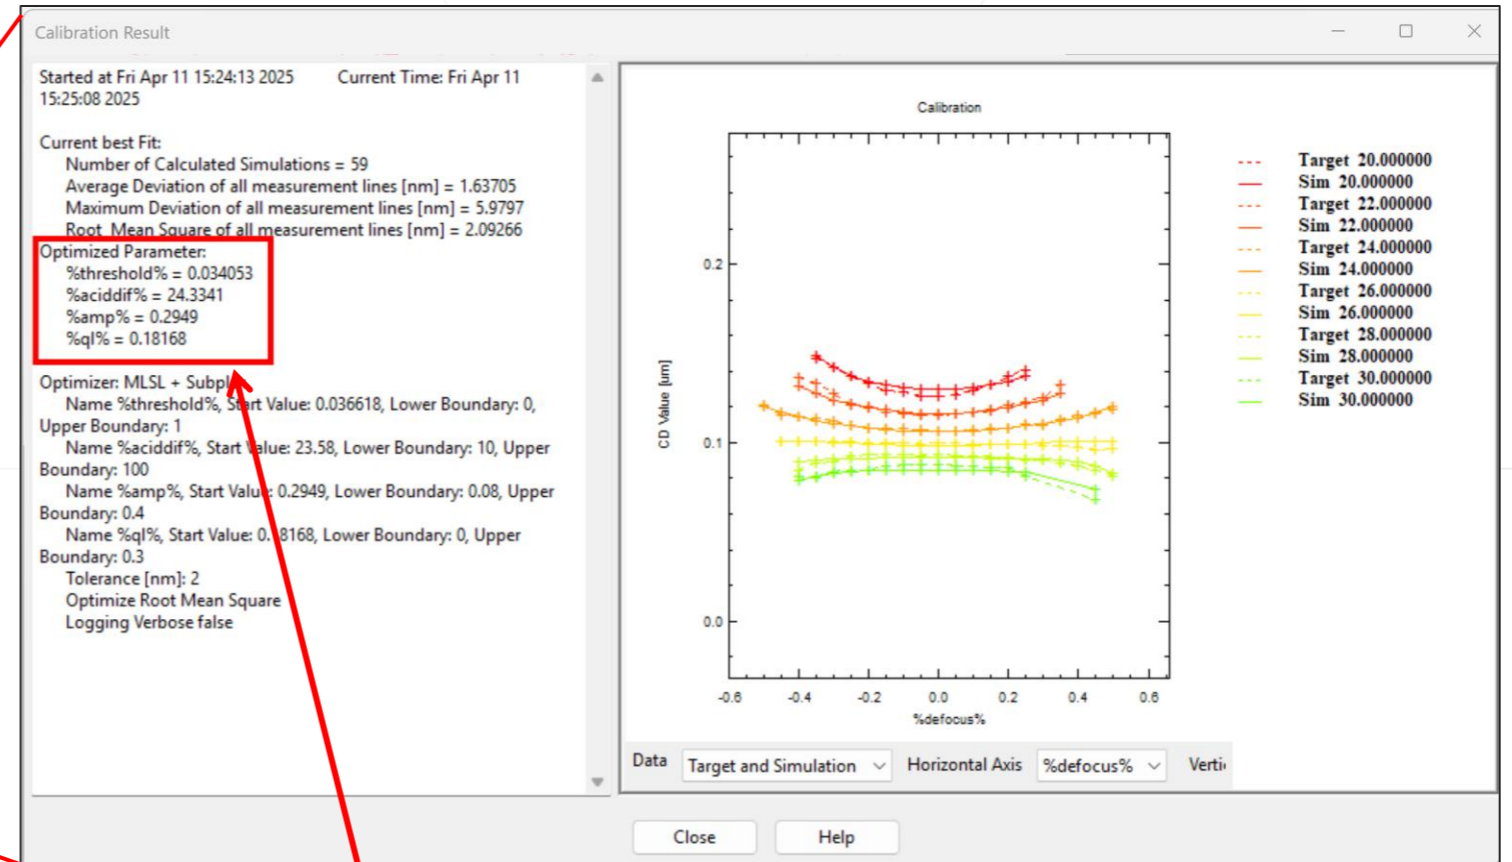 Calibration Result
Started at Fri Apr 11 15:24:13 2025 Current Time: Fri Apr 11
15:25:08 2025
Current best Fit:
Number of Calculated Simulations = 59
Average Deviation of all measurement lines [nm] = 1.63705
Maximum Deviation of all measurement lines [nm] = 5.9797
Root Mean Square of all measurement lines [nm] = 2.09266
Optimized Parameter:
%threshold% = 0.034053
%aciddif% = 24.3341
%amp% = 0.2949
%ql% = 0.18168
Optimizer: MLSL + Subpl
Name %threshold%, Start Value: 0.036618, Lower Boundary: 0,
Upper Boundary: 1
Name %aciddif%, Start Value: 23.58, Lower Boundary: 10, Upper
Boundary: 100
Name %amp%, Start Value: 0.2949, Lower Boundary: 0.08, Upper
Boundary: 0.4
Name %ql%, Start Value: 0.18168, Lower Boundary: 0, Upper
Boundary: 0.3
Tolerance [nm]: 2
Optimize Root Mean Square
Logging Verbose false
Calibration
CD Value [um]
0.2
0.1
0.0
-0.6 -0.4 -0.2 0.0 0.2 0.4 0.6
%defocus%
Target 20.000000
Sim 20.000000
Target 22.000000
Sim 22.000000
Target 24.000000
Sim 24.000000
Target 26.000000
Sim 26.000000
Target 28.000000
Sim 28.000000
Target 30.000000
Sim 30.000000
Data Target and Simulation Horizontal Axis %defocus% Verti
Close Help